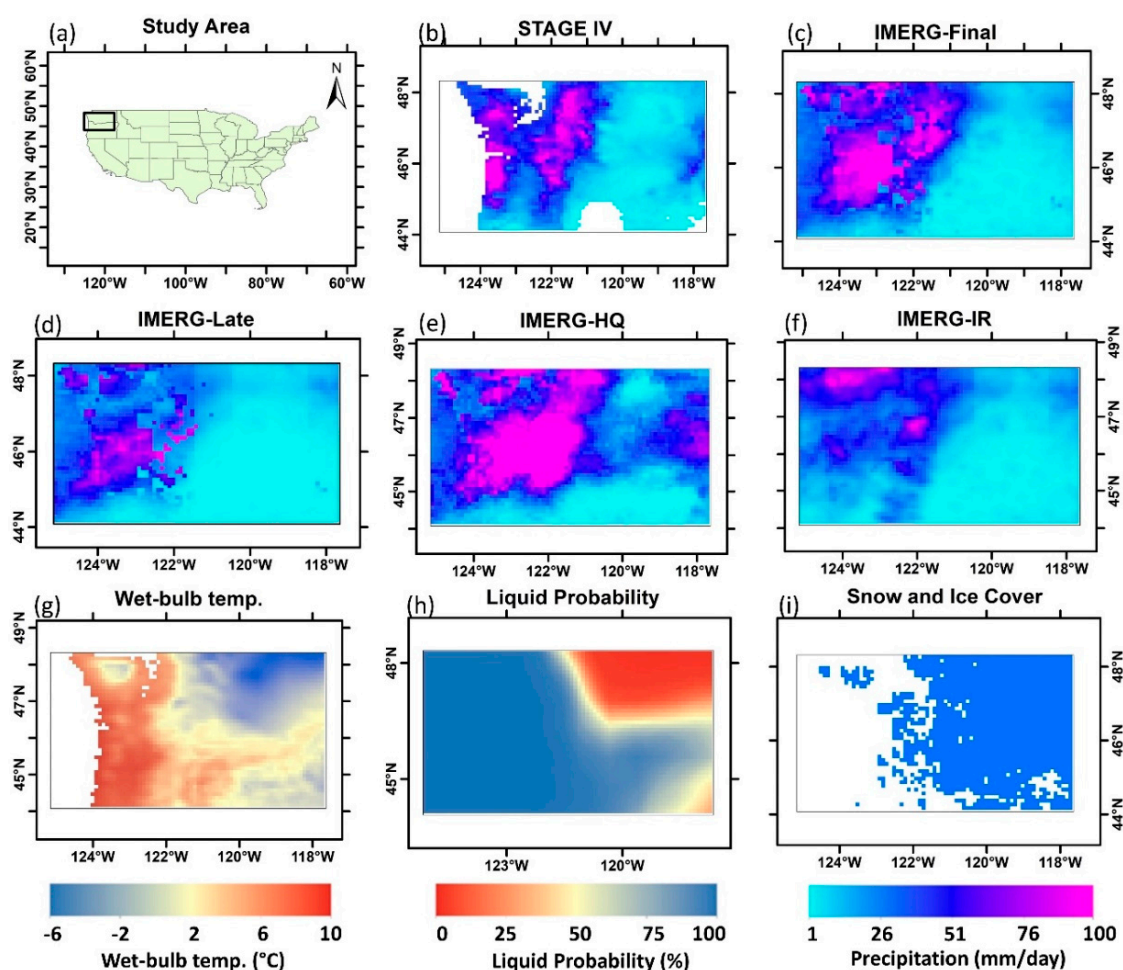 (a) Study Area
N
60°N
50°N
40°N
30°N
20°N
120°W 100°W 80°W 60°W
(b) STAGE IV
48°N
46°N
44°N
124°W 122°W 120°W 118°W
(c) IMERG-Final
48°N
46°N
44°N
124°W 122°W 120°W 118°W
(d) IMERG-Late
48°N
46°N
44°N
124°W 122°W 120°W 118°W
(e) IMERG-HQ
49°N
47°N
45°N
124°W 122°W 120°W 118°W
(f) IMERG-IR
49°N
47°N
45°N
124°W 122°W 120°W 118°W
(g) Wet-bulb temp.
49°N
47°N
45°N
124°W 122°W 120°W 118°W
(h) Liquid Probability
48°N
45°N
123°W 120°W
(i) Snow and Ice Cover
48°N
46°N
44°N
124°W 122°W 120°W 118°W
-6 -2 2 6 10
Wet-bulb temp. (°C)
0 25 50 75 100
Liquid Probability (%)
1 26 51 76 100
Precipitation (mm/day)